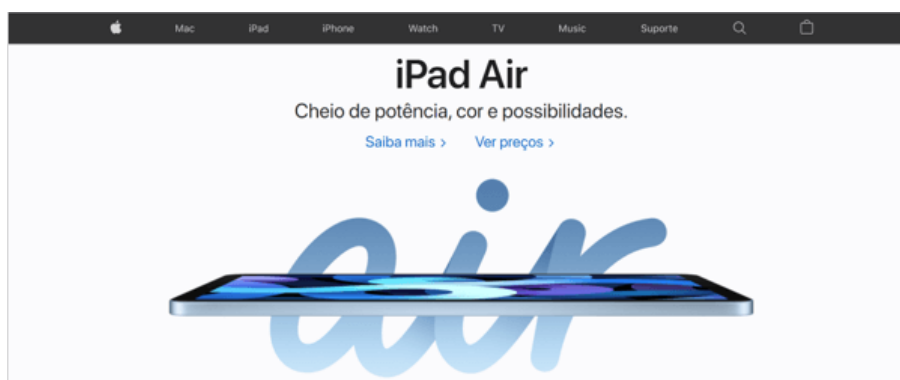 Mac iPad iPhone Watch TV Music Suporte
iPad Air
Cheio de potência, cor e possibilidades.
Saiba mais > Ver preços >
air